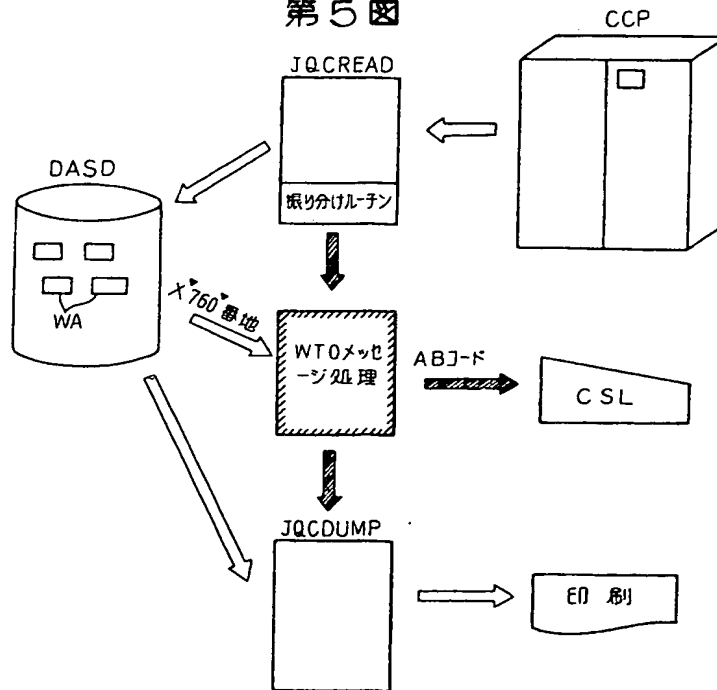 第5図
CCP
JQCREAD
振り分けルーチン
DASD
WA
X"760"番地
WTOメッセ
ージ処理
ABコード
CSL
JQCDUMP
印刷